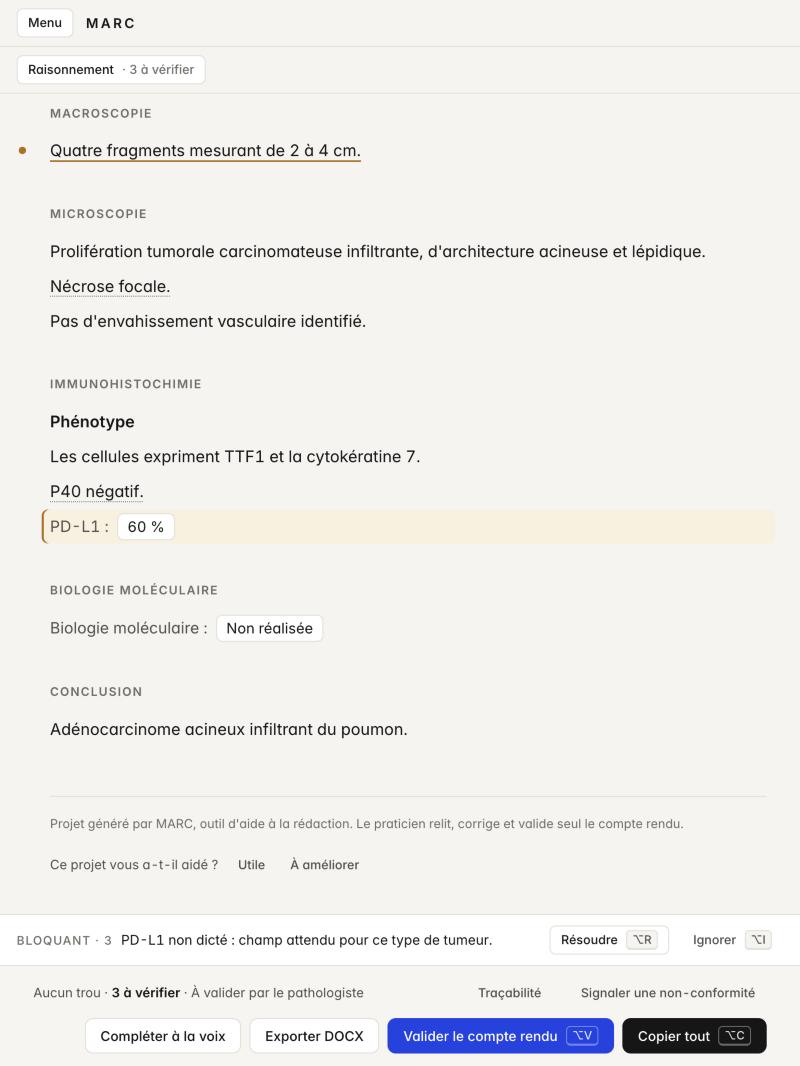 Menu MARC
Raisonnement · 3 à vérifier
MACROSCOPIE
Quatre fragments mesurant de 2 à 4 cm.
MICROSCOPIE
Prolifération tumorale carcinomateuse infiltrante, d'architecture acineuse et lépidique.
Nécrose focale.
Pas d'envahissement vasculaire identifié.
IMMUNOHISTOCHIMIE
Phénotype
Les cellules expriment TTF1 et la cytokératine 7.
P40 négatif.
PD-L1 : 60 %
BIOLOGIE MOLÉCULAIRE
Biologie moléculaire : Non réalisée
CONCLUSION
Adénocarcinome acineux infiltrant du poumon.
Projet généré par MARC, outil d'aide à la rédaction. Le praticien relit, corrige et valide seul le compte rendu.
Ce projet vous a-t-il aidé ? Utile À améliorer
BLOQUANT · 3 PD-L1 non dicté : champ attendu pour ce type de tumeur. Résoudre ⌥R Ignorer ⌥I
Aucun trou · 3 à vérifier · À valider par le pathologiste Traçabilité Signaler une non-conformité
Compléter à la voix Exporter DOCX Valider le compte rendu ⌥V Copier tout ⌥C